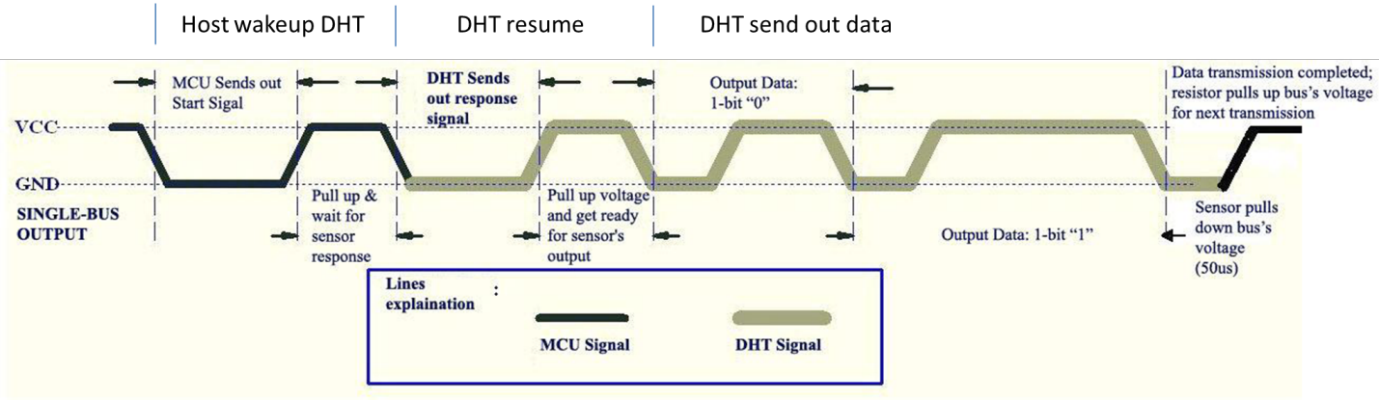 Host wakeup DHT
DHT resume
DHT send out data
MCU Sends out
Start Sigal
DHT Sends
out response
signal
Output Data:
1-bit “0”
Data transmission completed;
resistor pulls up bus’s voltage
for next transmission
VCC
GND
SINGLE-BUS
OUTPUT
Pull up &
wait for
sensor
response
Pull up voltage
and get ready
for sensor's
output
Output Data: 1-bit “1”
Sensor pulls
down bus’s
voltage
(50us)
Lines
explaination
:
MCU Signal
DHT Signal